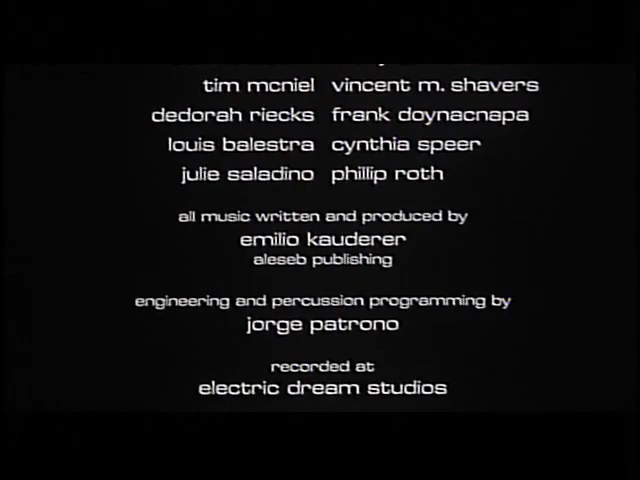 tim mcniel vincent m. shavers
dedorah riecks frank doynacnapa
louis balestra cynthia speer
julie saladino phillip roth
all music written and produced by
emilio kauderer
aleseb publishing
engineering and percussion programming by
jorge patrono
recorded at
electric dream studios